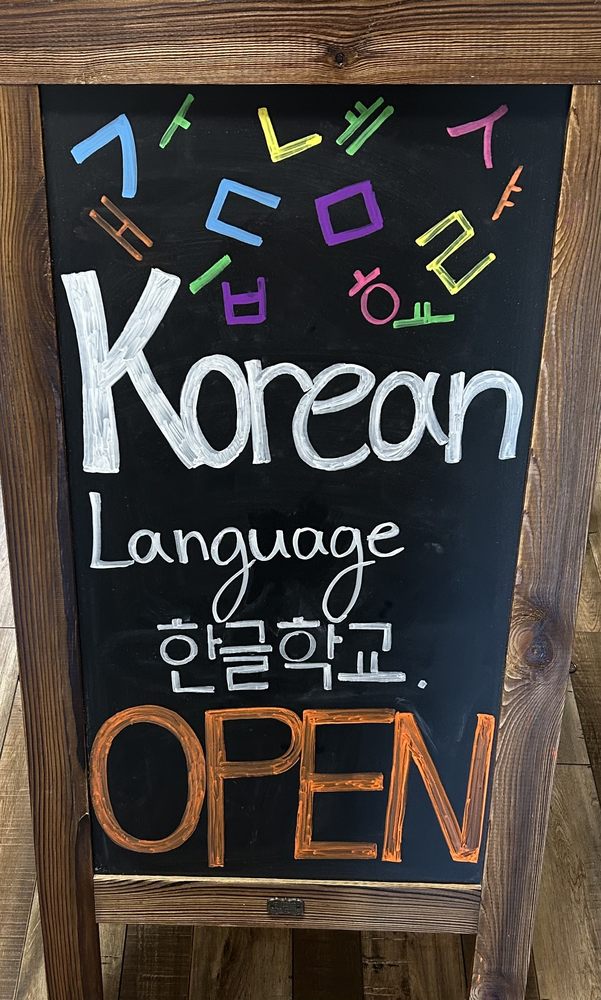 ㄱ ㅏ ㄴ ㅖ ㅅ
ㅐ ㄷ ㅁ ㄹ ㅑ
ㅣ ㅂ ㅎ ㅛ
Korean
Language
한글학교.
OPEN